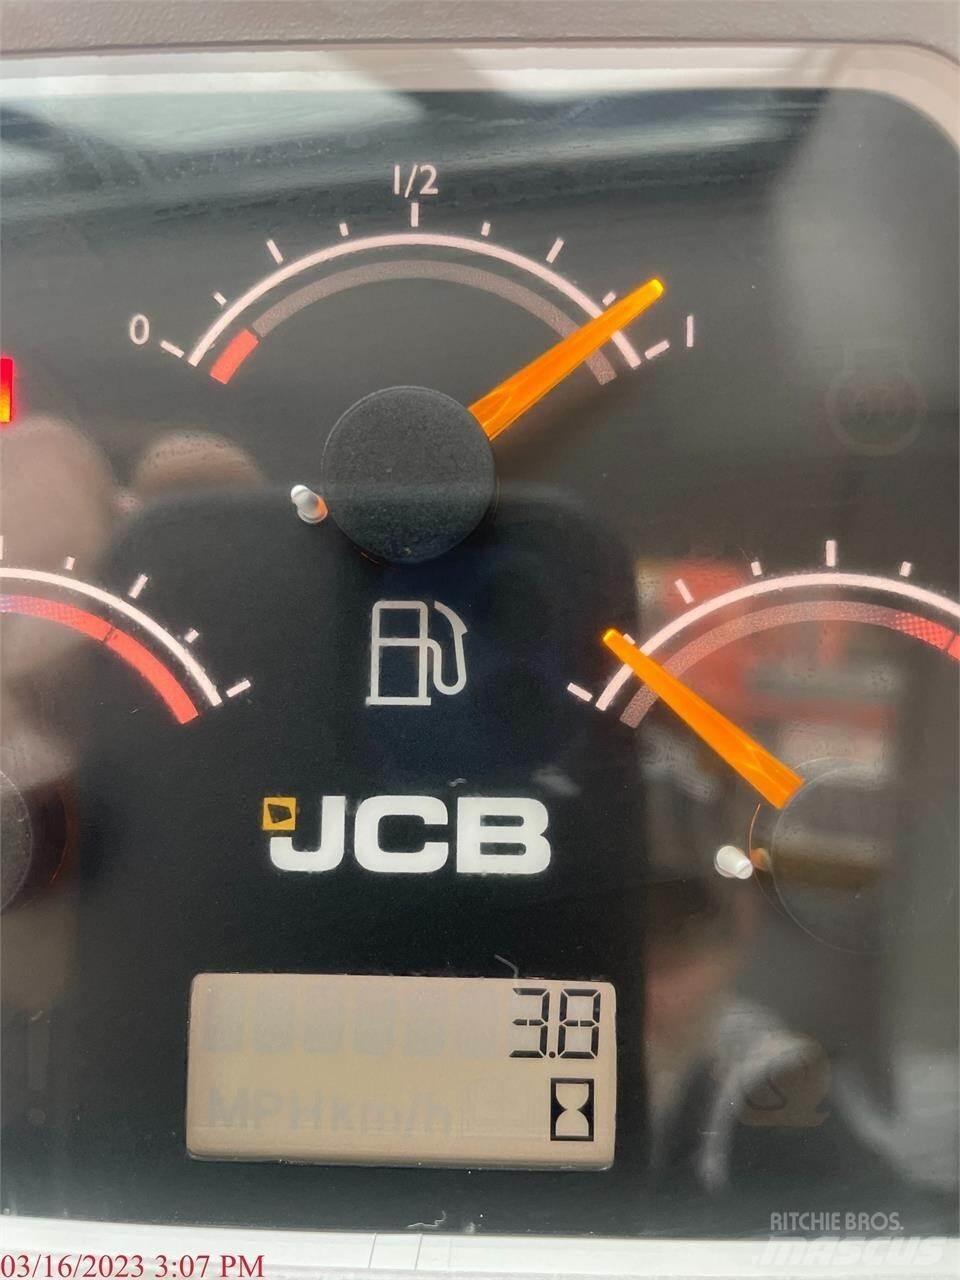 1/2
0
1
JCB
3.8
MPH km/h
RITCHIE BROS.
MASCUS
03/16/2023 3:07 PM